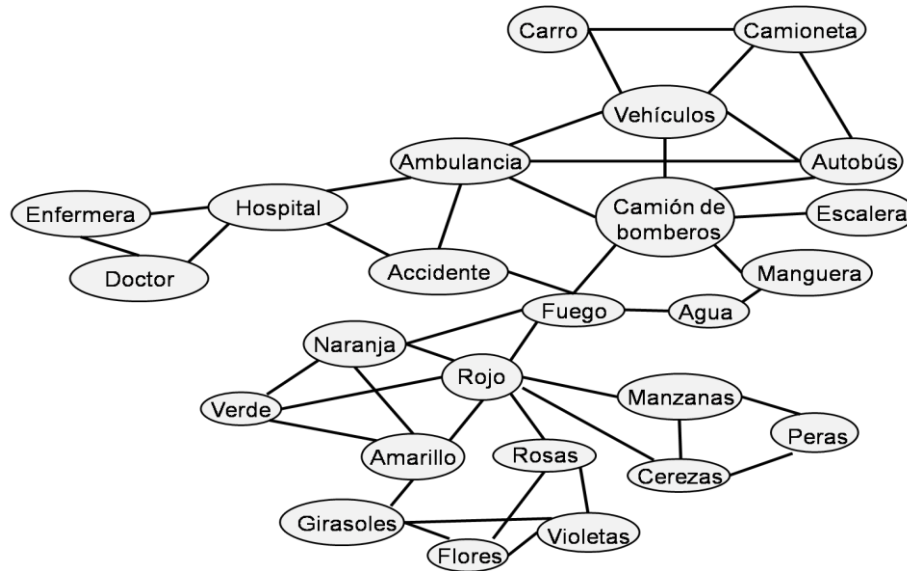 Carro
Camioneta
Vehículos
Ambulancia
Autobús
Enfermera
Hospital
Camión de
bomberos
Escalera
Doctor
Accidente
Manguera
Fuego
Agua
Naranja
Rojo
Verde
Manzanas
Peras
Amarillo
Rosas
Cerezas
Girasoles
Flores
Violetas